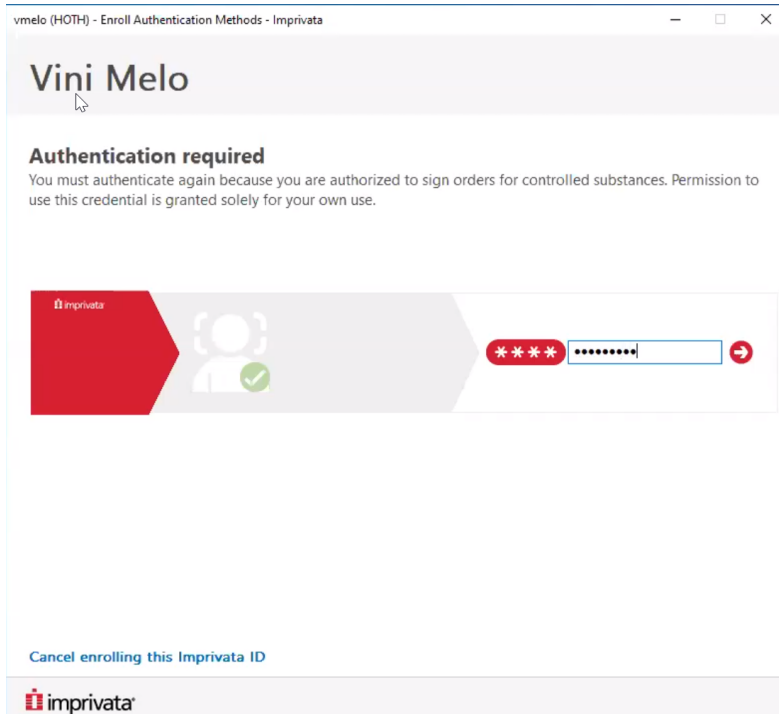 vmelo (HOTH) - Enroll Authentication Methods - Imprivata
Vini Melo
Authentication required
You must authenticate again because you are authorized to sign orders for controlled substances. Permission to
use this credential is granted solely for your own use.
imprivata
****
•••••••••
Cancel enrolling this Imprivata ID
imprivata